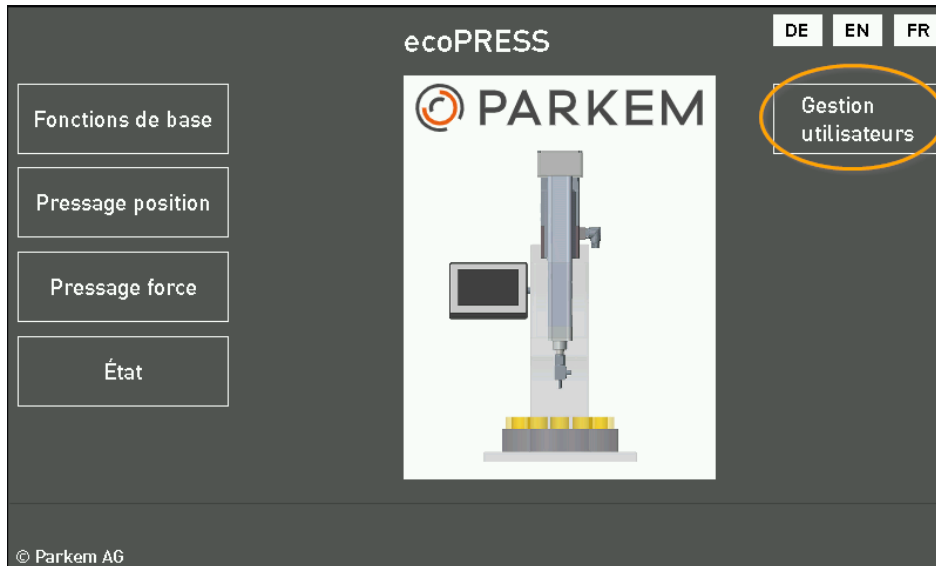 ecoPRESS
DE EN FR
Fonctions de base
Pressage position
Pressage force
État
PARKEM
Gestion
utilisateurs
© Parkem AG